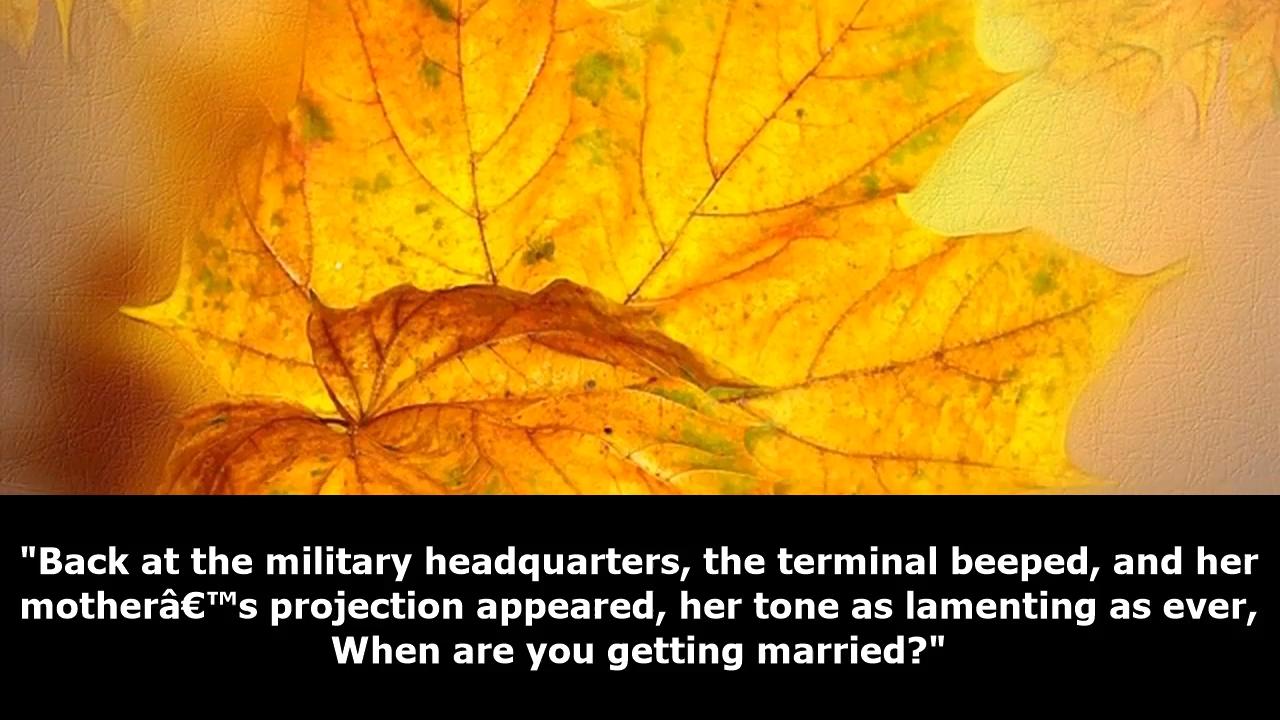 "Back at the military headquarters, the terminal beeped, and her
motherâ€™s projection appeared, her tone as lamenting as ever,
When are you getting married?"